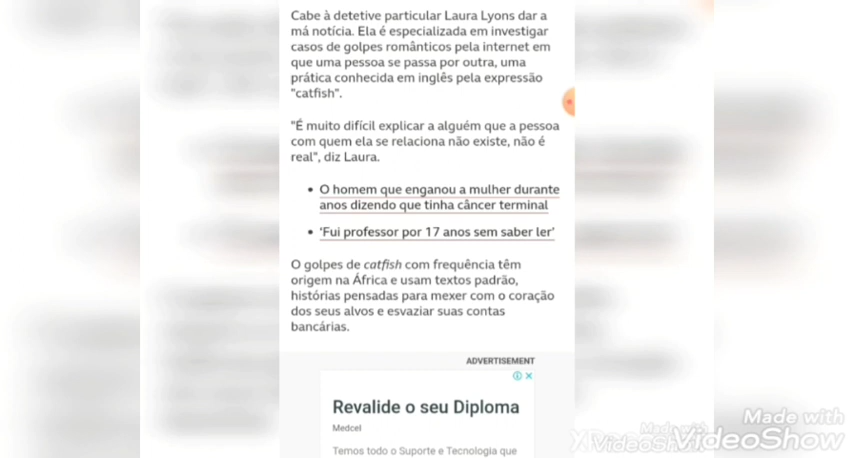 Cabe à detetive particular Laura Lyons dar a
má notícia. Ela é especializada em investigar
casos de golpes românticos pela internet em
que uma pessoa se passa por outra, uma
prática conhecida em inglês pela expressão
"catfish".
"É muito difícil explicar a alguém que a pessoa
com quem ela se relaciona não existe, não é
real", diz Laura.
• O homem que enganou a mulher durante
anos dizendo que tinha câncer terminal
• ‘Fui professor por 17 anos sem saber ler’
O golpes de catfish com frequência têm
origem na África e usam textos padrão,
histórias pensadas para mexer com o coração
dos seus alvos e esvaziar suas contas
bancárias.
ADVERTISEMENT
Revalide o seu Diploma
Medcel
Temos todo o Suporte e Tecnologia que
Made with
VideoShow
Made with
VideoShow